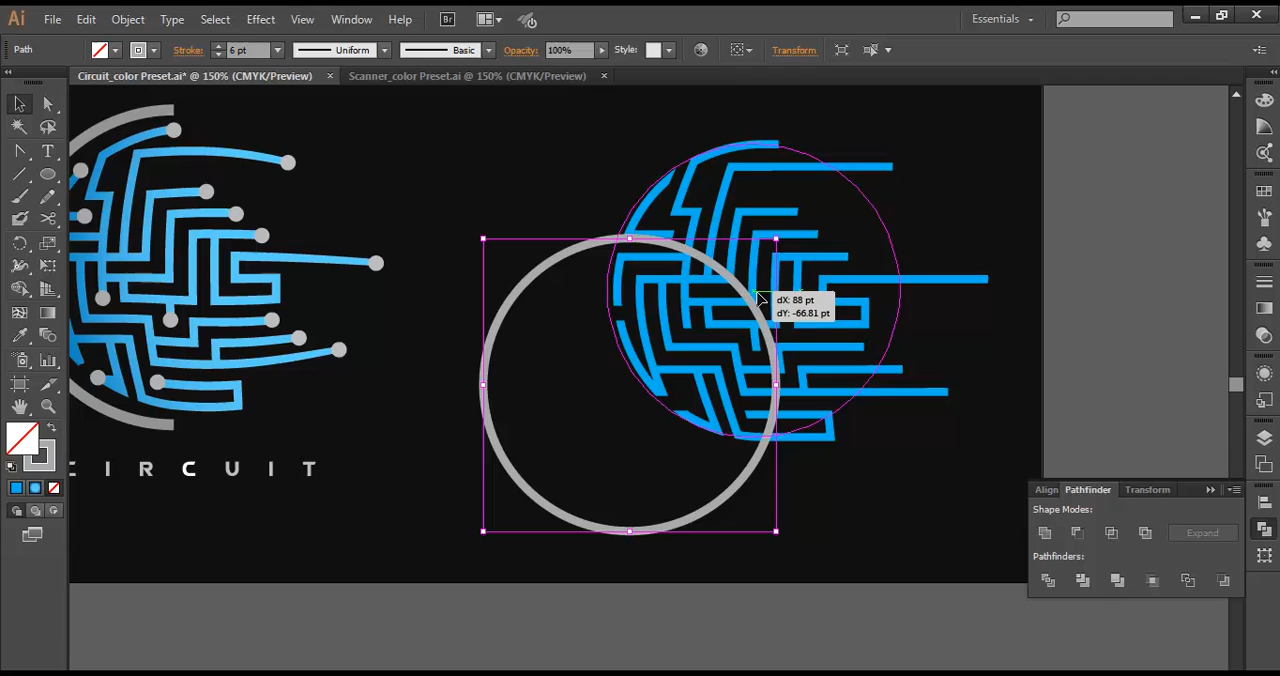 Ai File Edit Object Type Select Effect View Window Help Br Essentials
Path Stroke: 6 pt Uniform Basic Opacity: 100% Style: Transform
Circuit_color Preset.ai* @ 150% (CMYK/Preview) × Scanner_color Preset.ai @ 150% (CMYK/Preview) ×
dX: 88 pt
dY: -66.81 pt
C I R C U I T
Align Pathfinder Transform
Shape Modes:
Expand
Pathfinders: